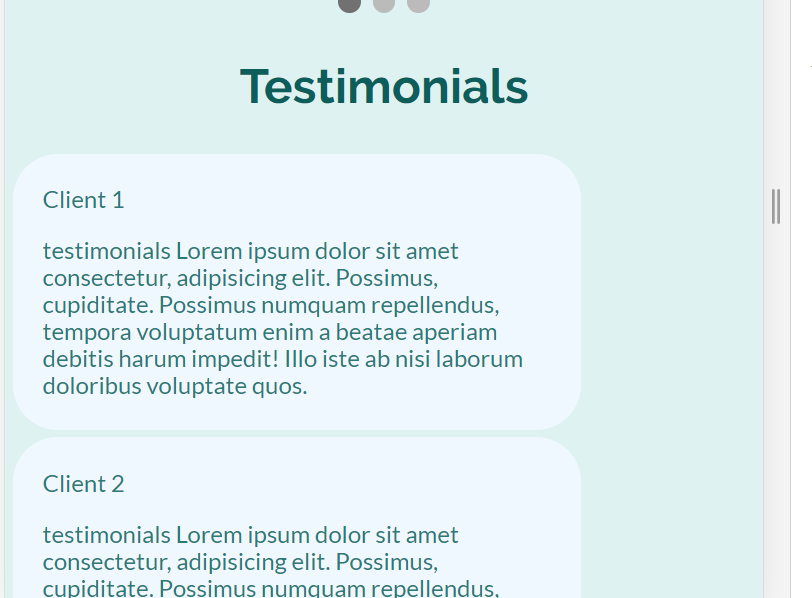 Testimonials
Client 1
testimonials Lorem ipsum dolor sit amet
consectetur, adipisicing elit. Possimus,
cupiditate. Possimus numquam repellendus,
tempora voluptatum enim a beatae aperiam
debitis harum impedit! Illo iste ab nisi laborum
doloribus voluptate quos.
Client 2
testimonials Lorem ipsum dolor sit amet
consectetur, adipisicing elit. Possimus,
cupiditate. Possimus numquam repellendus,